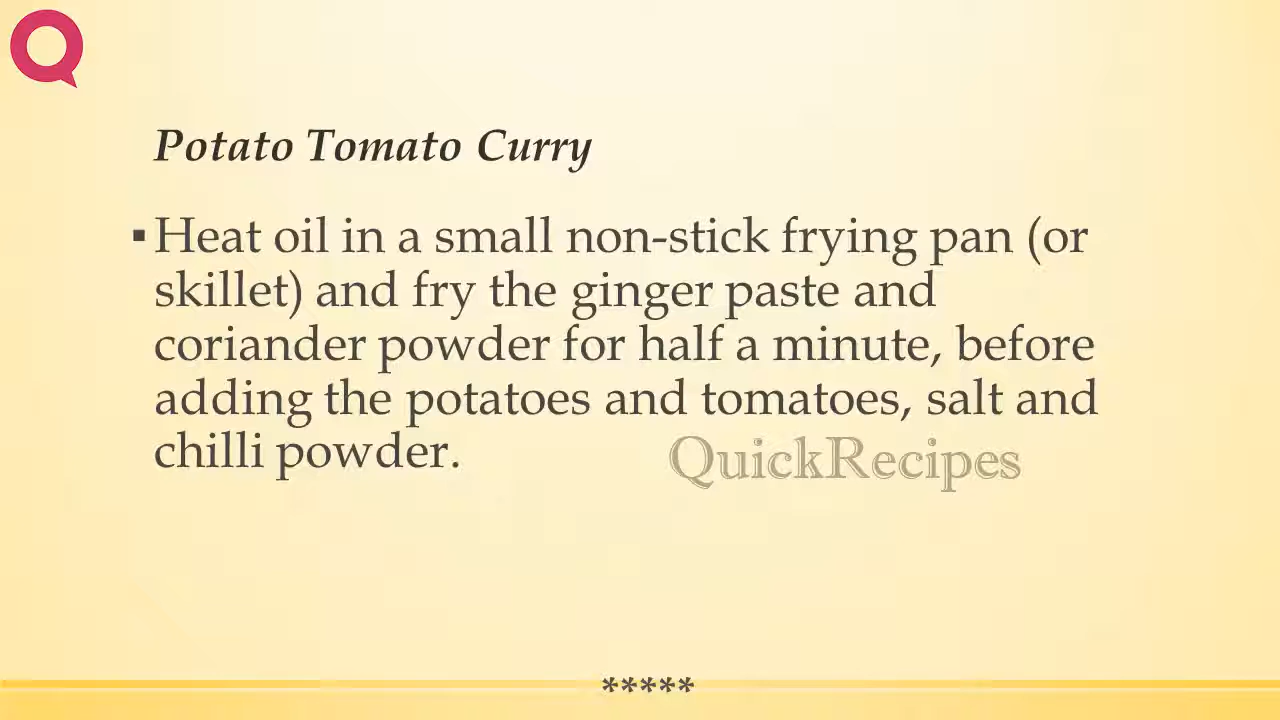 Potato Tomato Curry
▪Heat oil in a small non-stick frying pan (or
skillet) and fry the ginger paste and
coriander powder for half a minute, before
adding the potatoes and tomatoes, salt and
chilli powder.
QuickRecipes
*****